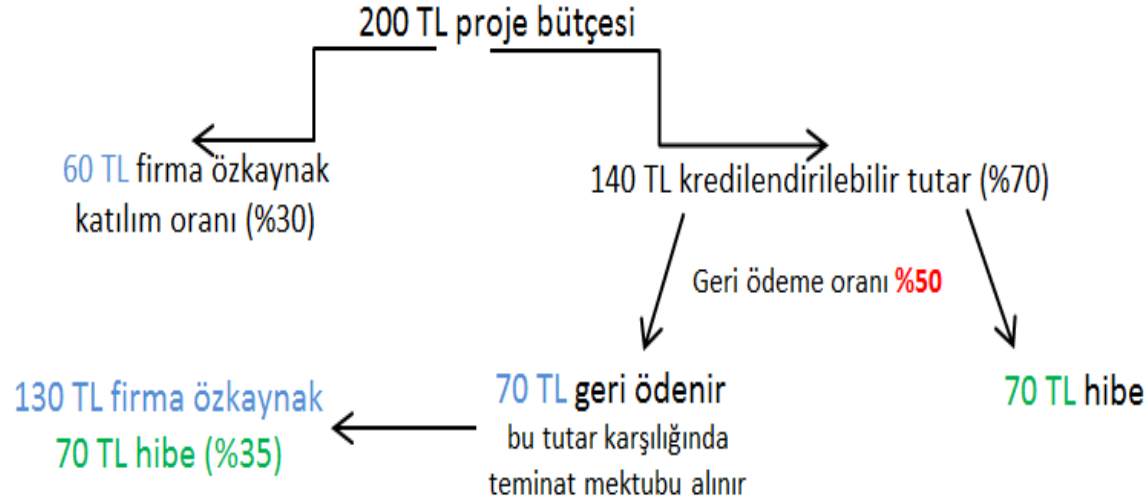 200 TL proje bütçesi
60 TL firma özkaynak
katılım oranı (%30)
140 TL kredilendirilebilir tutar (%70)
Geri ödeme oranı %50
70 TL geri ödenir
bu tutar karşılığında
teminat mektubu alınır
70 TL hibe
130 TL firma özkaynak
70 TL hibe (%35)